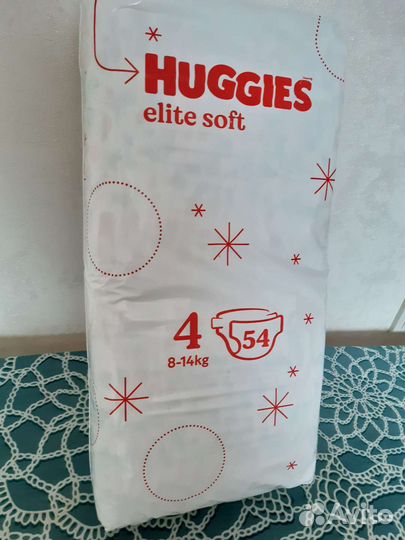 HUGGIES
elite soft
4
54
8-14kg
Avito